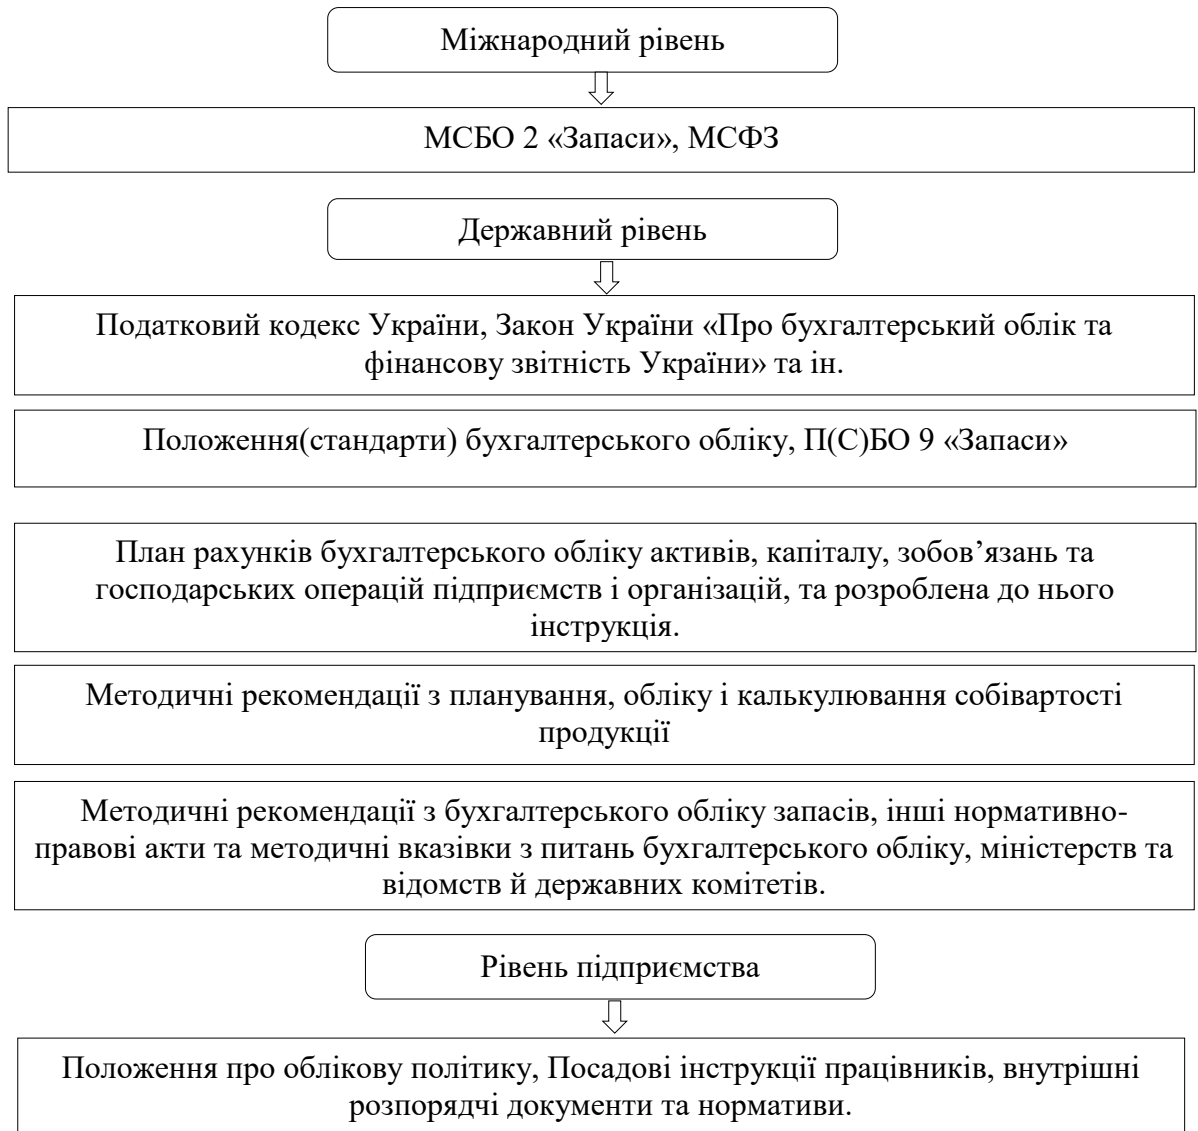 Міжнародний рівень
МСБО 2 «Запаси», МСФЗ
Державний рівень
Податковий кодекс України, Закон України «Про бухгалтерський облік та
фінансову звітність України» та ін.
Положення(стандарти) бухгалтерського обліку, П(С)БО 9 «Запаси»
План рахунків бухгалтерського обліку активів, капіталу, зобов’язань та
господарських операцій підприємств і організацій, та розроблена до нього
інструкція.
Методичні рекомендації з планування, обліку і калькулювання собівартості
продукції
Методичні рекомендації з бухгалтерського обліку запасів, інші нормативно-
правові акти та методичні вказівки з питань бухгалтерського обліку, міністерств та
відомств й державних комітетів.
Рівень підприємства
Положення про облікову політику, Посадові інструкції працівників, внутрішні
розпорядчі документи та нормативи.